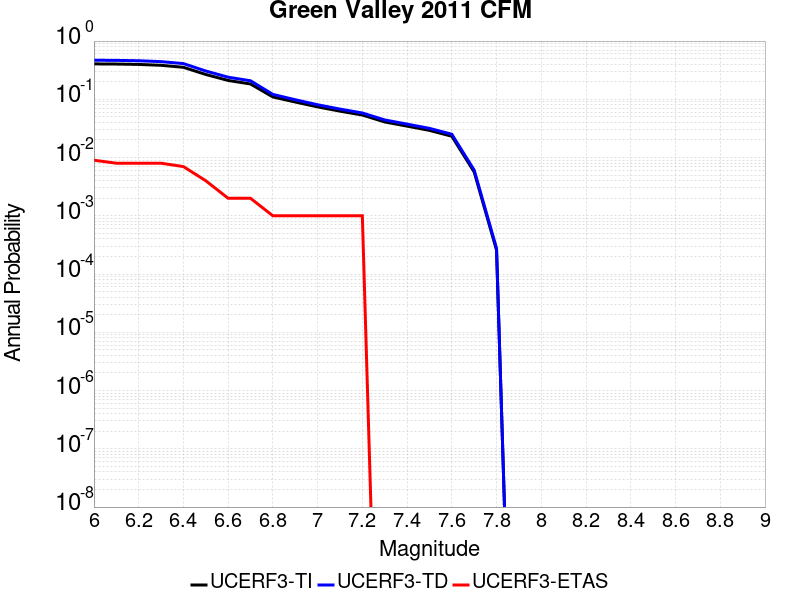 Green Valley 2011 CFM
10^0
10^-1
10^-2
10^-3
10^-4
10^-5
10^-6
10^-7
10^-8
Annual Probability
6 6.2 6.4 6.6 6.8 7 7.2 7.4 7.6 7.8 8 8.2 8.4 8.6 8.8 9
Magnitude
UCERF3-TI UCERF3-TD UCERF3-ETAS